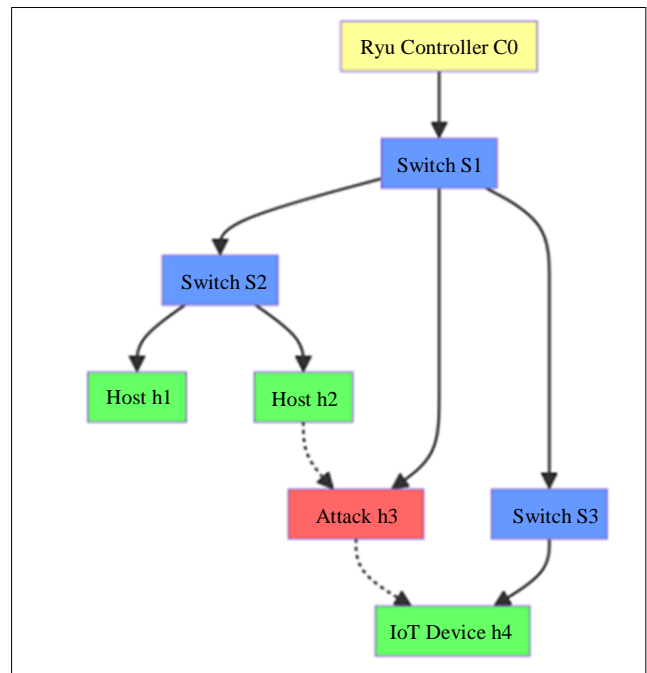 Ryu Controller C0
Switch S1
Switch S2
Host h1
Host h2
Attack h3
Switch S3
IoT Device h4